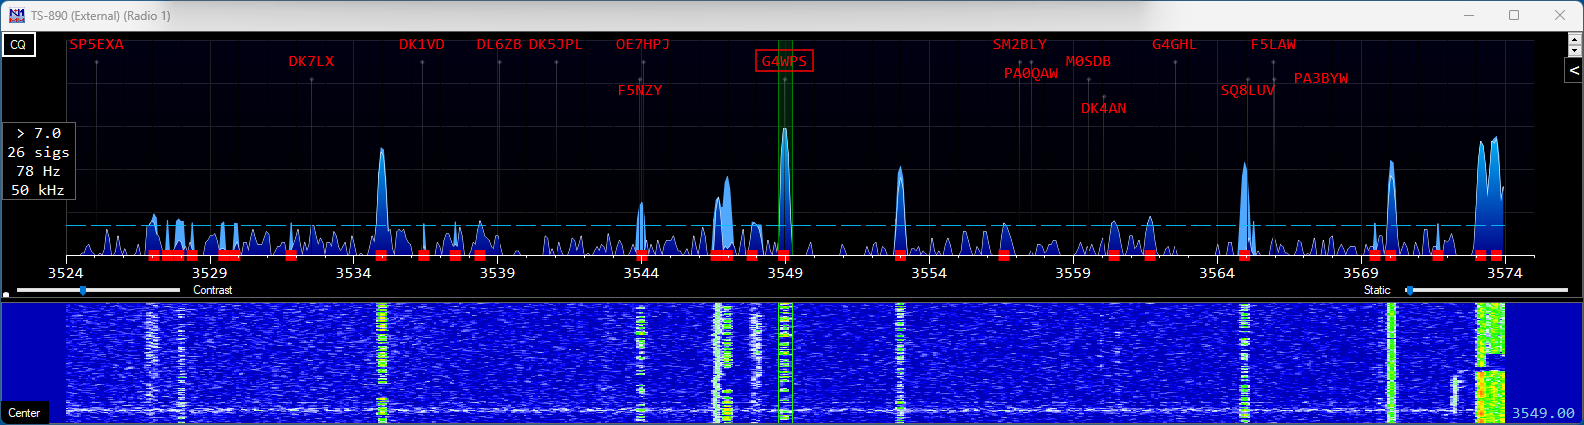 TS-890 (External) (Radio 1)
CQ
SP5EXA DK1VD DL6ZB DK5JPL OE7HPJ SM2BLY G4GHL F5LAW
DK7LX G4WPS M0SDB
<
PA0QAW PA3BYW
F5NZY SQ8LUV
DK4AN
> 7.0
26 sigs
78 Hz
50 kHz
3524 3529 3534 3539 3544 3549 3554 3559 3564 3569 3574
Contrast Static
Center 3549.00